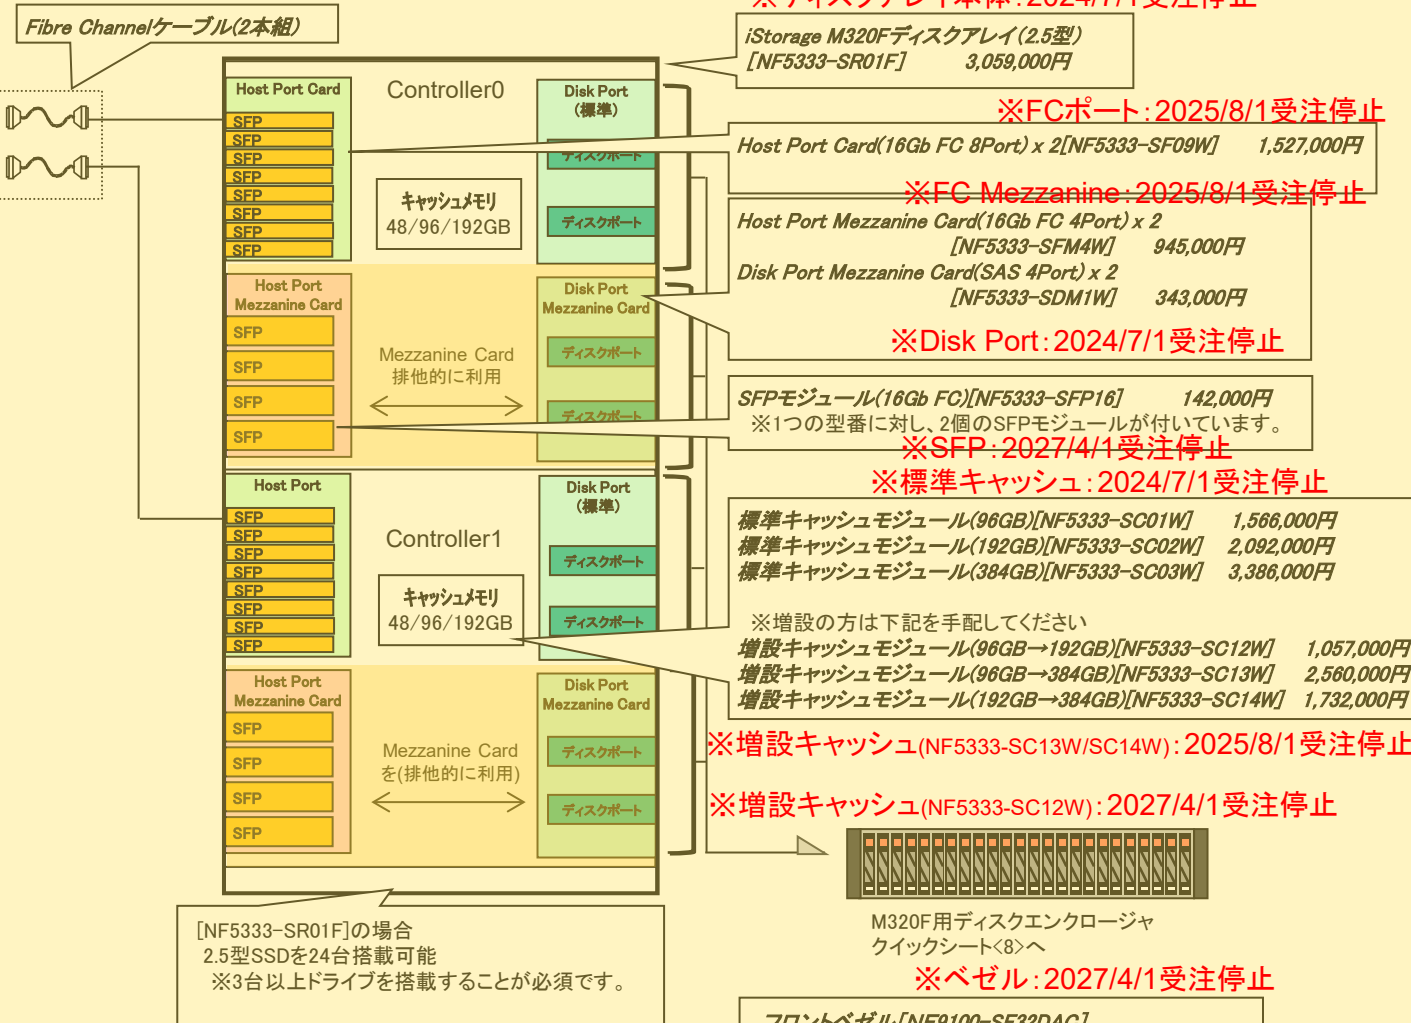 ※ディスクアレイ本体：2024/7/1受注停止
Fibre Channelケーブル(2本組)
iStorage M320Fディスクアレイ(2.5型)
[NF5333-SR01F] 3,059,000円
Host Port Card
Controller0
Disk Port
(標準)
※FCポート：2025/8/1受注停止
SFP
SFP
SFP
SFP
SFP
SFP
SFP
SFP
ディスクポート
ディスクポート
キャッシュメモリ
48/96/192GB
Host Port Card(16Gb FC 8Port) x 2[NF5333-SF09W] 1,527,000円
※FC Mezzanine：2025/8/1受注停止
Host Port Mezzanine Card(16Gb FC 4Port) x 2
[NF5333-SFM4W] 945,000円
Disk Port Mezzanine Card(SAS 4Port) x 2
[NF5333-SDM1W] 343,000円
※Disk Port：2024/7/1受注停止
Host Port
Mezzanine Card
SFP
SFP
SFP
SFP
Mezzanine Card
排他的に利用
Disk Port
Mezzanine Card
ディスクポート
ディスクポート
SFPモジュール(16Gb FC)[NF5333-SFP16] 142,000円
※1つの型番に対し、2個のSFPモジュールが付いています。
※SFP：2027/4/1受注停止
※標準キャッシュ：2024/7/1受注停止
Host Port
SFP
SFP
SFP
SFP
SFP
SFP
SFP
SFP
Controller1
キャッシュメモリ
48/96/192GB
Disk Port
(標準)
ディスクポート
ディスクポート
標準キャッシュモジュール(96GB)[NF5333-SC01W] 1,566,000円
標準キャッシュモジュール(192GB)[NF5333-SC02W] 2,092,000円
標準キャッシュモジュール(384GB)[NF5333-SC03W] 3,386,000円
※増設の方は下記を手配してください
増設キャッシュモジュール(96GB→192GB)[NF5333-SC12W] 1,057,000円
増設キャッシュモジュール(96GB→384GB)[NF5333-SC13W] 2,560,000円
増設キャッシュモジュール(192GB→384GB)[NF5333-SC14W] 1,732,000円
Host Port
Mezzanine Card
SFP
SFP
SFP
SFP
Mezzanine Card
を(排他的に利用)
Disk Port
Mezzanine Card
ディスクポート
ディスクポート
※増設キャッシュ(NF5333-SC13W/SC14W)：2025/8/1受注停止
※増設キャッシュ(NF5333-SC12W)：2027/4/1受注停止
M320F用ディスクエンクロージャ
クイックシート<8>へ
※ベゼル：2027/4/1受注停止
[NF5333-SR01F]の場合
2.5型SSDを24台搭載可能
※3台以上ドライブを搭載することが必須です。
フロントベゼル[NF9100-SF32DAC]